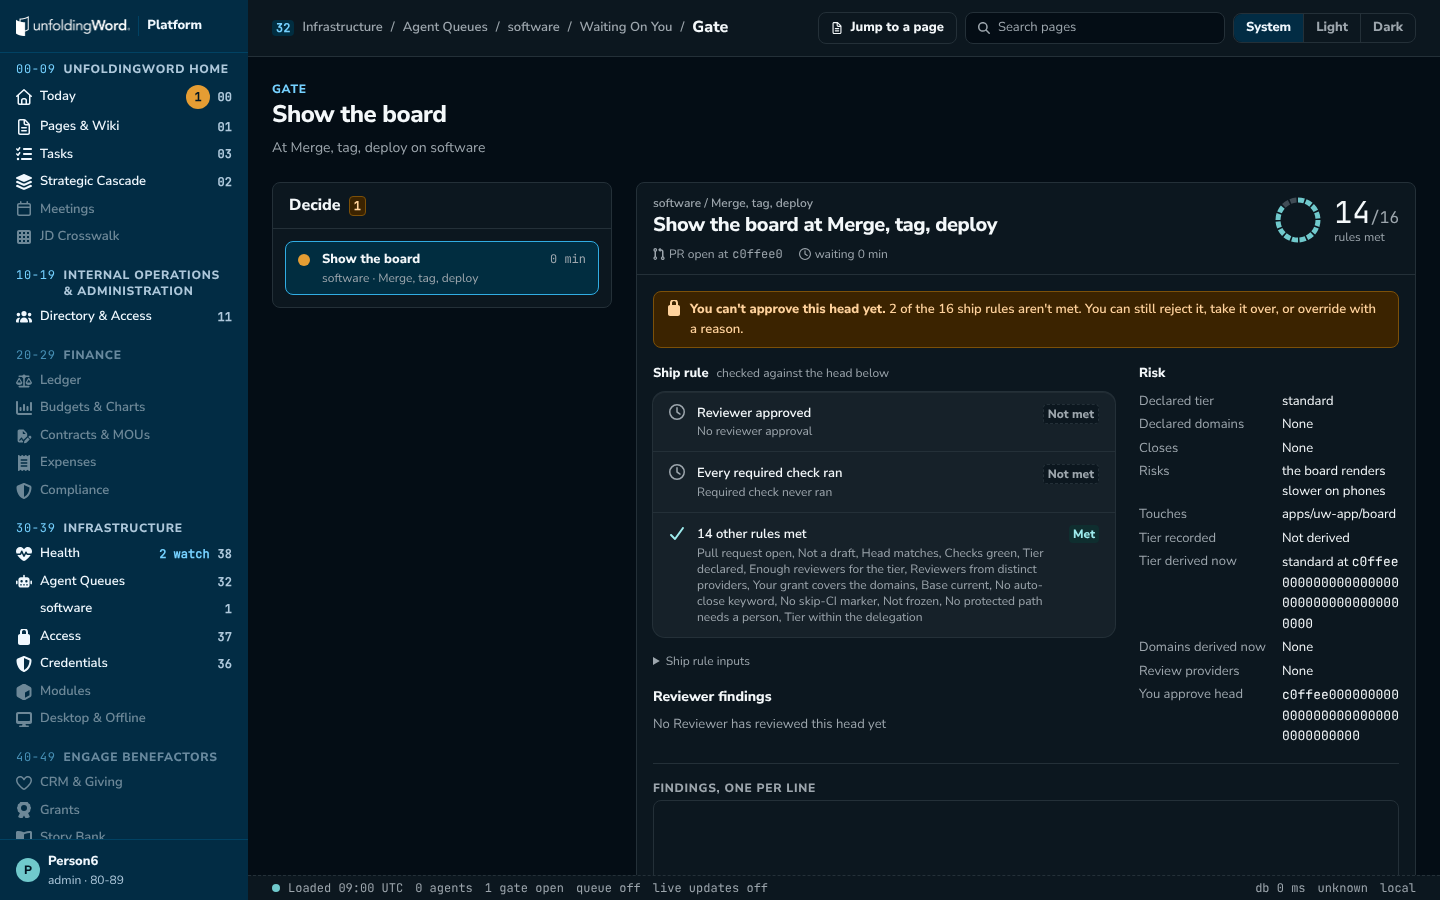 unfoldingWord® Platform
00-09 UNFOLDINGWORD HOME
Today 1 00
Pages & Wiki 01
Tasks 03
Strategic Cascade 02
Meetings
JD Crosswalk
10-19 INTERNAL OPERATIONS
& ADMINISTRATION
Directory & Access 11
20-29 FINANCE
Ledger
Budgets & Charts
Contracts & MOUs
Expenses
Compliance
30-39 INFRASTRUCTURE
Health 2 watch 38
Agent Queues 32
software 1
Access 37
Credentials 36
Modules
Desktop & Offline
40-49 ENGAGE BENEFACTORS
CRM & Giving
Grants
Story Bank
P Person6
admin · 80-89
32 Infrastructure / Agent Queues / software / Waiting On You / Gate
Jump to a page
Search pages
System Light Dark
GATE
Show the board
At Merge, tag, deploy on software
Decide 1
Show the board 0 min
software · Merge, tag, deploy
software / Merge, tag, deploy
Show the board at Merge, tag, deploy
PR open at c0ffee0 waiting 0 min
14/16
rules met
You can't approve this head yet. 2 of the 16 ship rules aren't met. You can still reject it, take it over, or override with
a reason.
Ship rule checked against the head below
Reviewer approved Not met
No reviewer approval
Every required check ran Not met
Required check never ran
14 other rules met Met
Pull request open, Not a draft, Head matches, Checks green, Tier
declared, Enough reviewers for the tier, Reviewers from distinct
providers, Your grant covers the domains, Base current, No auto-
close keyword, No skip-CI marker, Not frozen, No protected path
needs a person, Tier within the delegation
Ship rule inputs
Reviewer findings
No Reviewer has reviewed this head yet
Risk
Declared tier standard
Declared domains None
Closes None
Risks the board renders
slower on phones
Touches apps/uw-app/board
Tier recorded Not derived
Tier derived now standard at c0ffee
000000000000000
000000000000000
0000
Domains derived now None
Review providers None
You approve head c0ffee000000000
000000000000000
0000000000
FINDINGS, ONE PER LINE
Loaded 09:00 UTC 0 agents 1 gate open queue off live updates off
db 0 ms unknown local